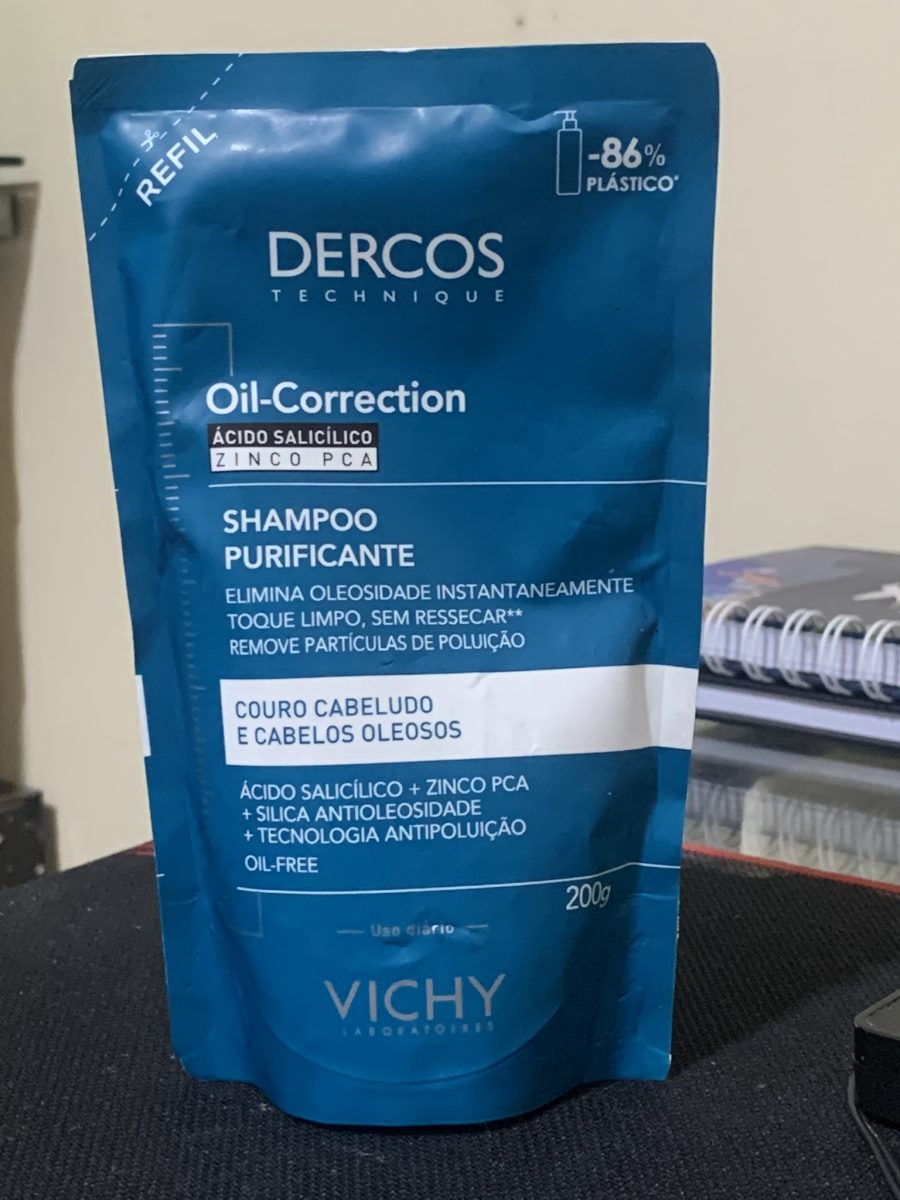 REFIL
-86%
PLÁSTICO*
DERCOS
TECHNIQUE
Oil-Correction
ÁCIDO SALICÍLICO
ZINCO PCA
SHAMPOO
PURIFICANTE
ELIMINA OLEOSIDADE INSTANTANEAMENTE
TOQUE LIMPO, SEM RESSECAR**
REMOVE PARTÍCULAS DE POLUIÇÃO
COURO CABELUDO
E CABELOS OLEOSOS
ÁCIDO SALICÍLICO + ZINCO PCA
+ SILICA ANTIOLEOSIDADE
+ TECNOLOGIA ANTIPOLUIÇÃO
OIL-FREE
200g
Uso diário
VICHY
LABORATOIRES